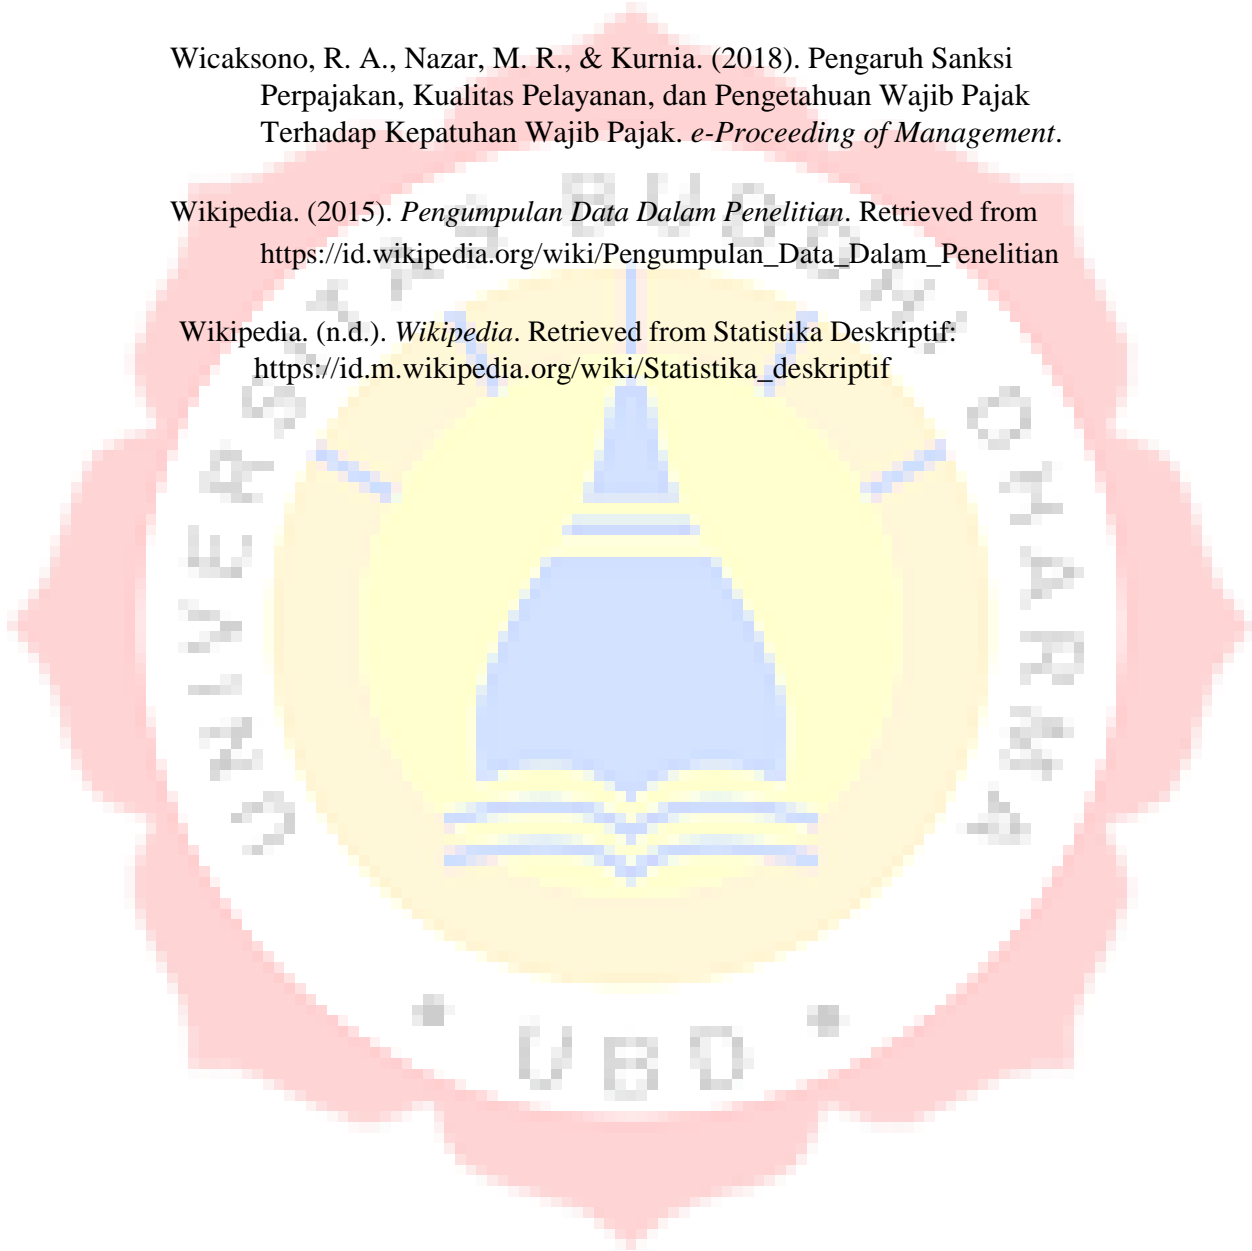 Wicaksono, R. A., Nazar, M. R., & Kurnia. (2018). Pengaruh Sanksi
Perpajakan, Kualitas Pelayanan, dan Pengetahuan Wajib Pajak
Terhadap Kepatuhan Wajib Pajak. e-Proceeding of Management.
Wikipedia. (2015). Pengumpulan Data Dalam Penelitian. Retrieved from
https://id.wikipedia.org/wiki/Pengumpulan_Data_Dalam_Penelitian
Wikipedia. (n.d.). Wikipedia. Retrieved from Statistika Deskriptif:
https://id.m.wikipedia.org/wiki/Statistika_deskriptif
UNIVERSITAS BUDDHI DHARMA
UBD